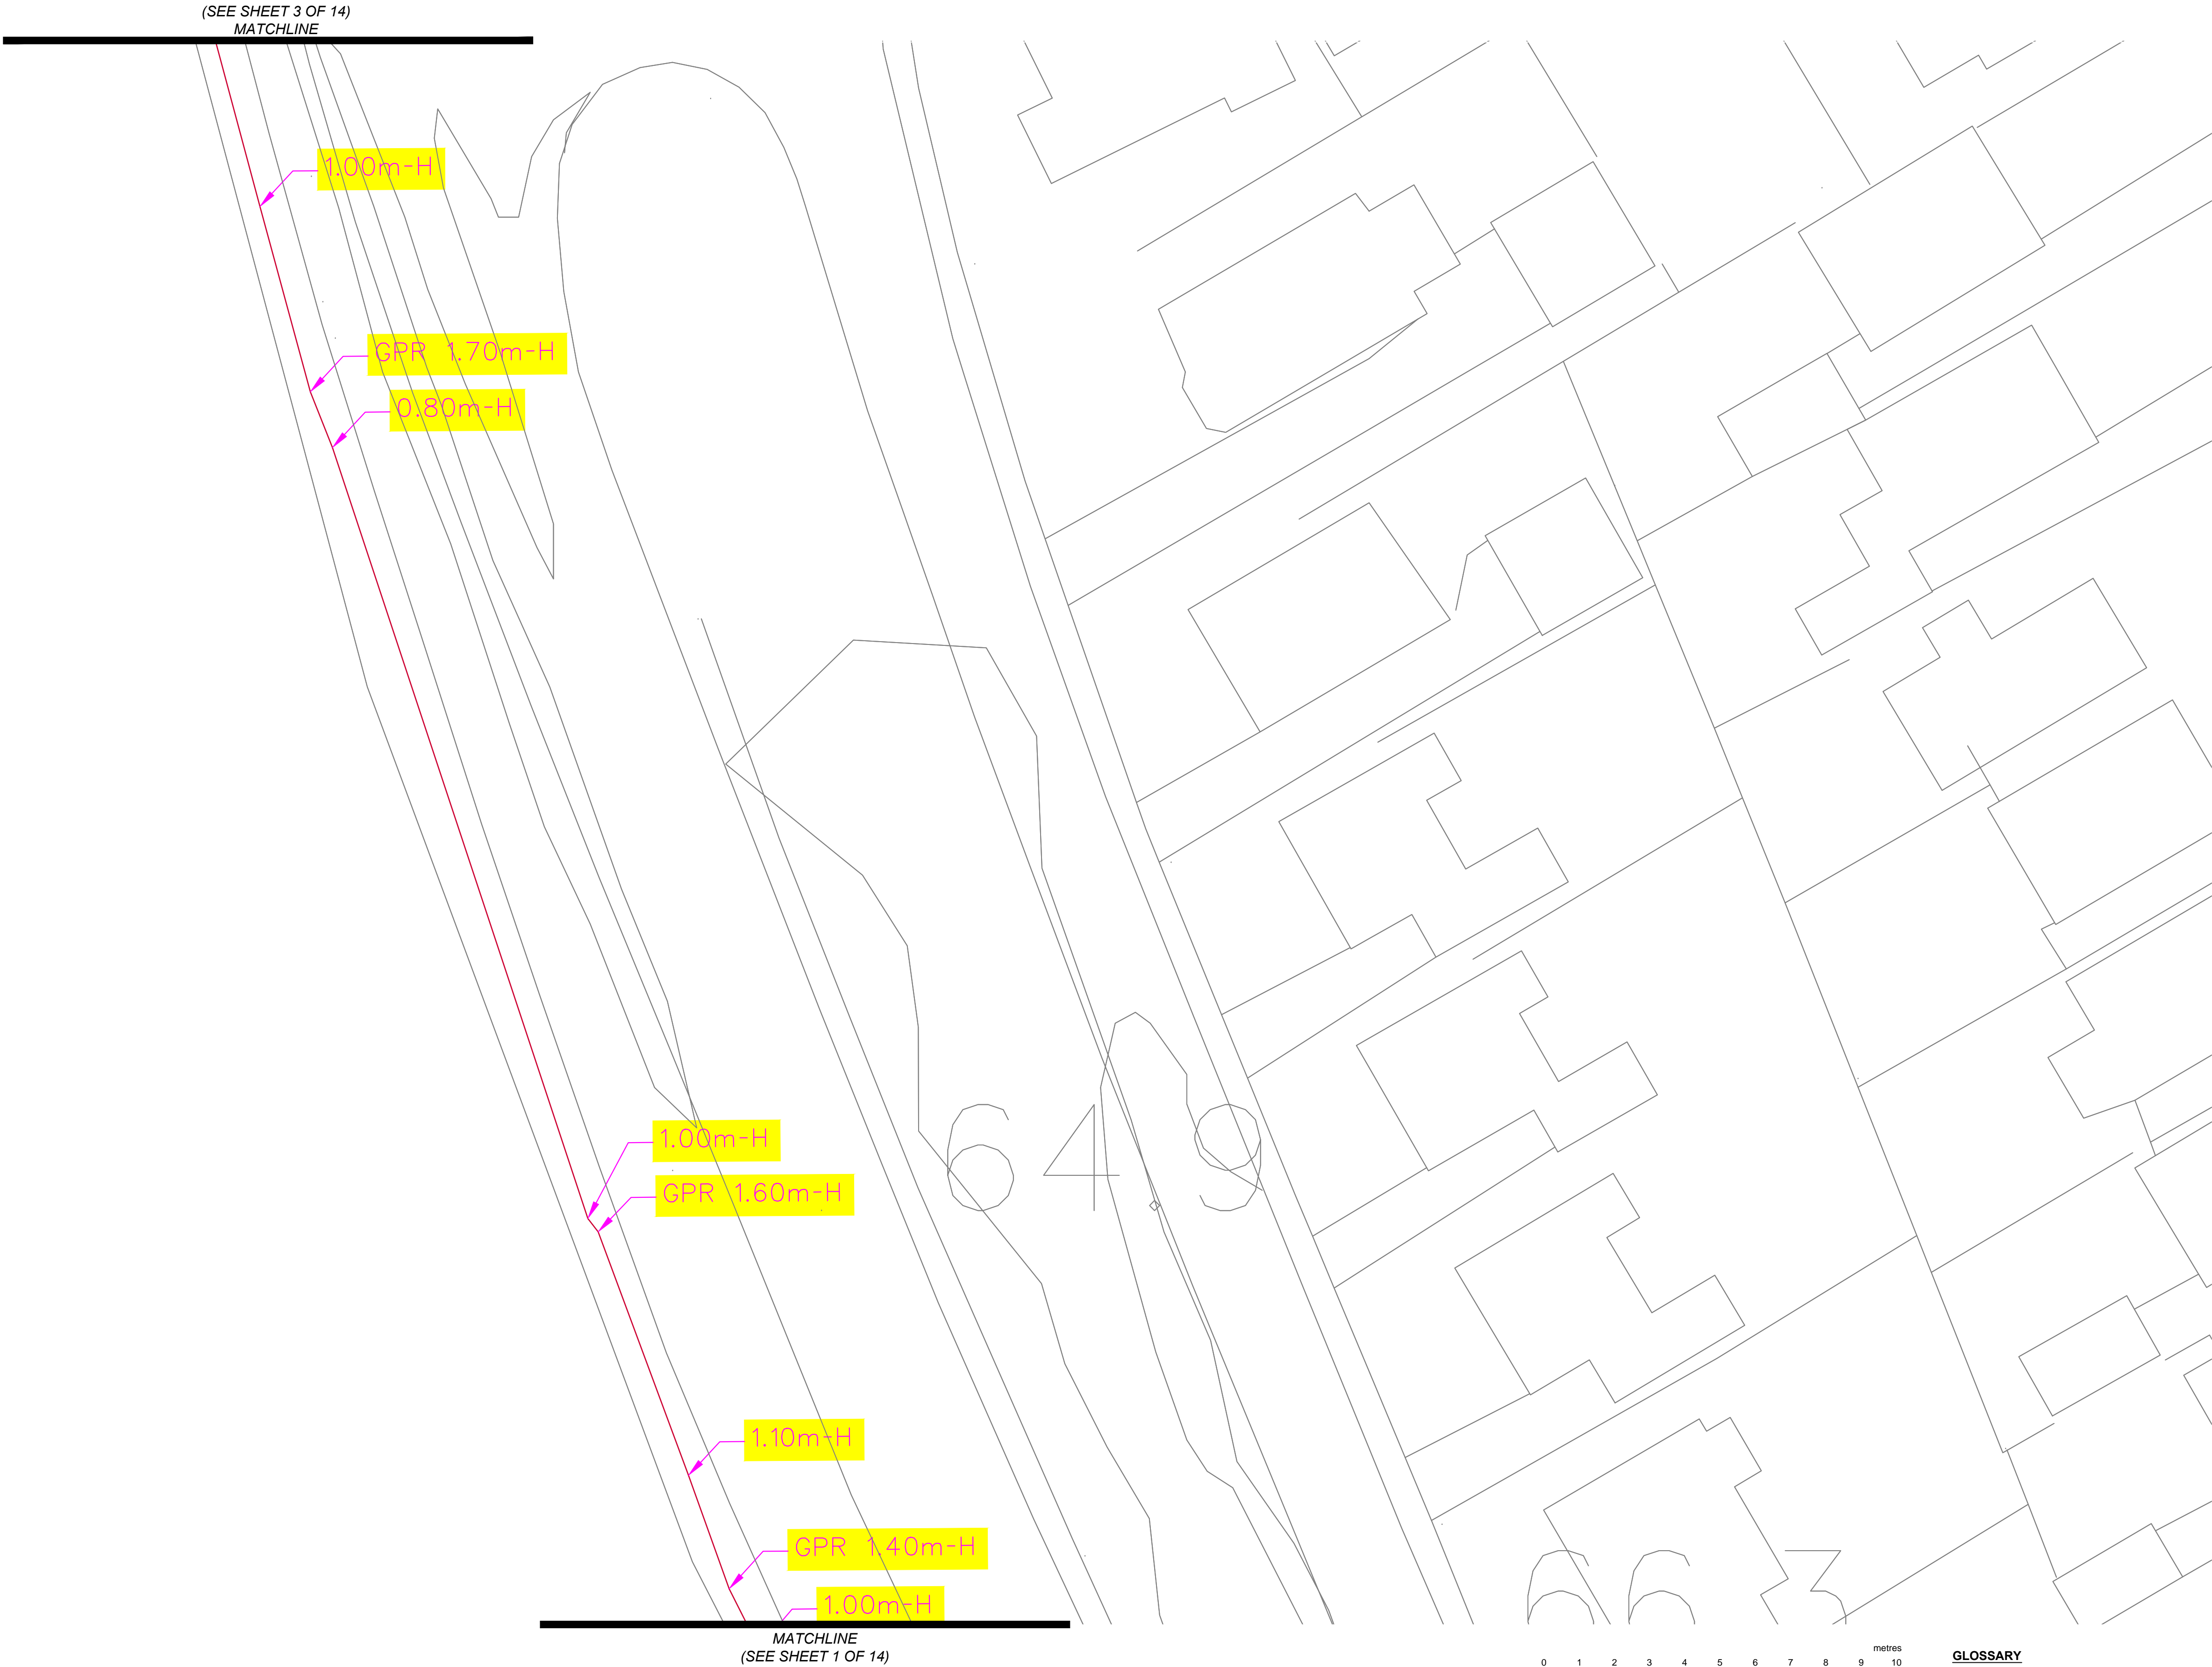 (SEE SHEET 3 OF 14)
MATCHLINE
1.00m-H
GPR 1.70m-H
0.80m-H
64.8
1.00m-H
GPR 1.60m-H
1.10m-H
GPR 1.40m-H
1.00m-H
MATCHLINE
(SEE SHEET 1 OF 14)
metres
0 1 2 3 4 5 6 7 8 9 10
GLOSSARY